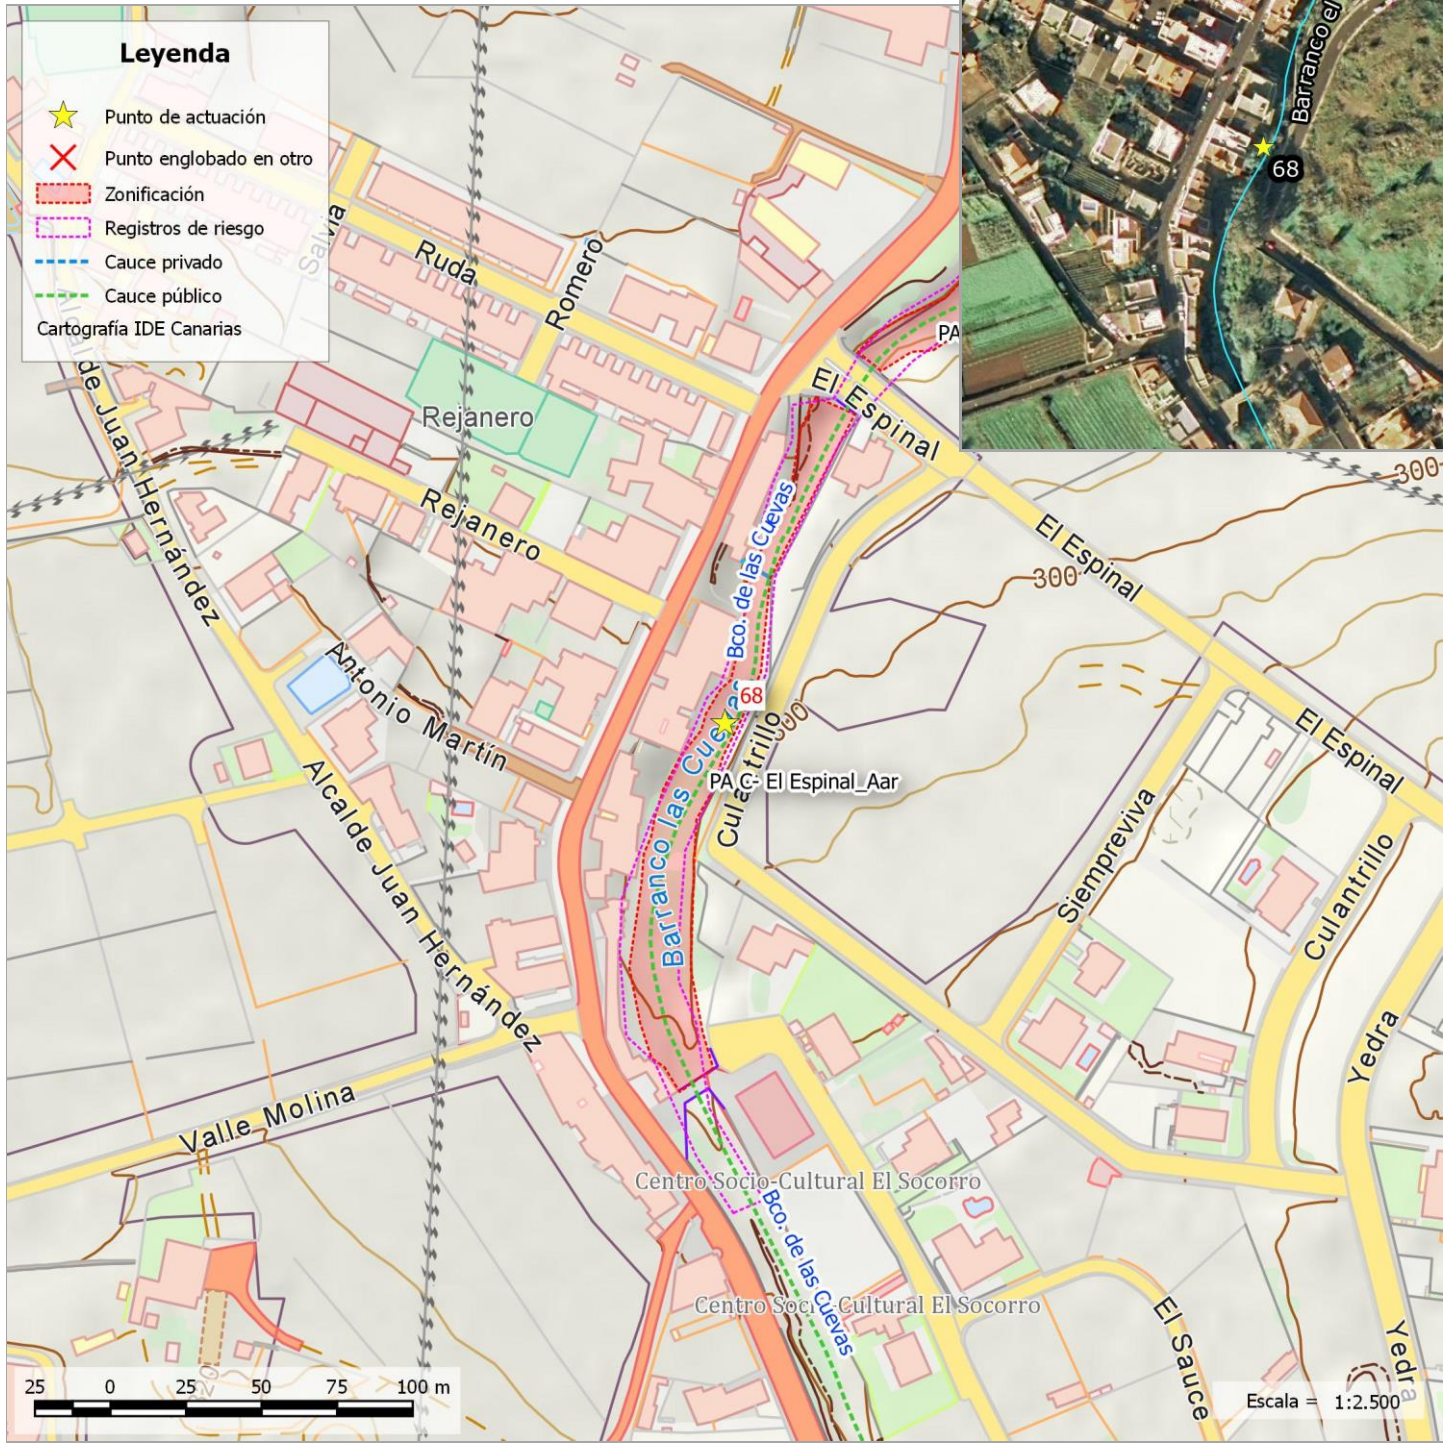 Leyenda
Punto de actuación
Punto englobado en otro
Zonificación
Registros de riesgo
Cauce privado
Cauce público
Cartografía IDE Canarias
Barranco el
68
Salvia
Ruda
Romero
PA
El Espinal
Rejanero
Rejanero
de Juan Hernández
Bco. de las Cuevas
El Espinal
300
300
Antonio Martín
68
El Espinal
Culantrillo
PA C- El Espinal_Aar
Barranco las Cuevas
Alcalde Juan Hernández
Siempreviva
Culantrillo
Yedra
Valle Molina
Centro Socio-Cultural El Socorro
Bco. de las Cuevas
Centro Socio-Cultural El Socorro
El Sauce
Yedra
25 0 25 50 75 100 m
Escala = 1:2.500